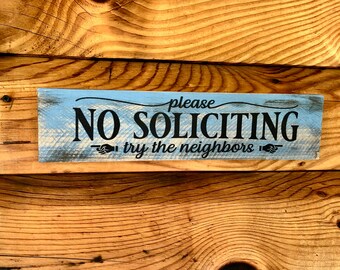 please
NO SOLICITING
try the neighbors